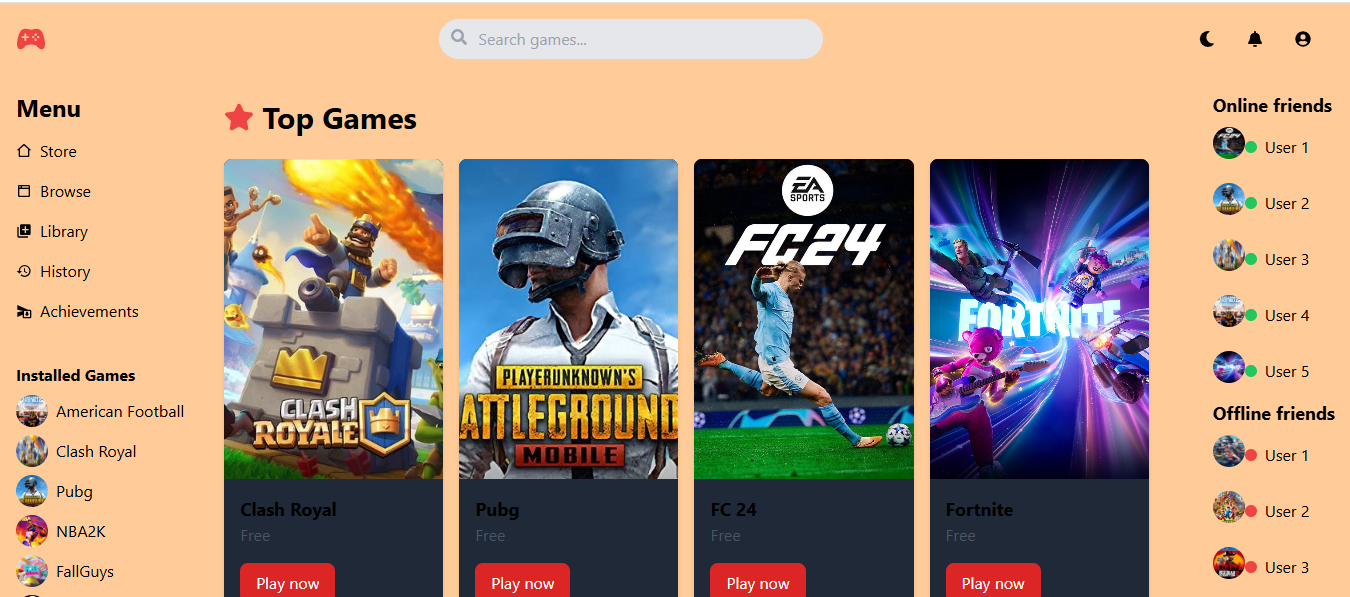 Search games...
Menu
Store
Browse
Library
History
Achievements
Installed Games
American Football
Clash Royal
Pubg
NBA2K
FallGuys
Top Games
CLASH
ROYALE
PLAYERUNKNOWN'S
ATTLEGROUND
MOBILE
EA
SPORTS
FC24
FORTNITE
Clash Royal
Free
Play now
Pubg
Free
Play now
FC 24
Free
Play now
Fortnite
Free
Play now
Online friends
User 1
User 2
User 3
User 4
User 5
Offline friends
User 1
User 2
User 3